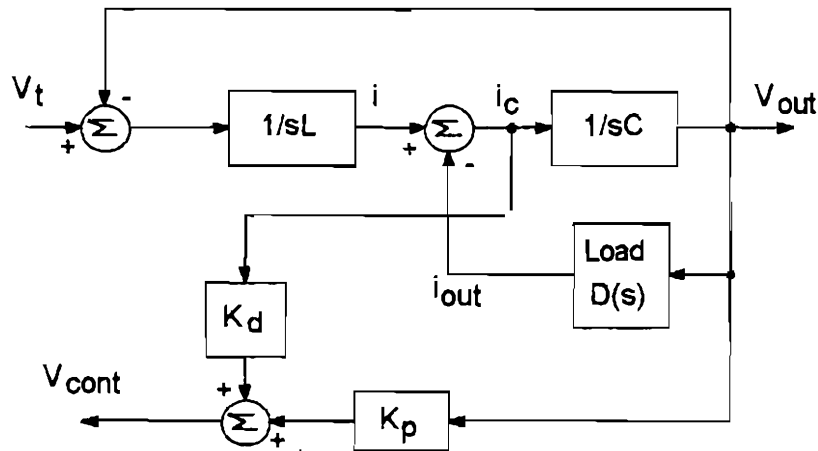 V_t
-
+
Σ
1/sL
i
+
-
Σ
i_c
1/sC
V_out
Load
D(s)
i_out
K_d
V_cont
+
Σ
+
K_p